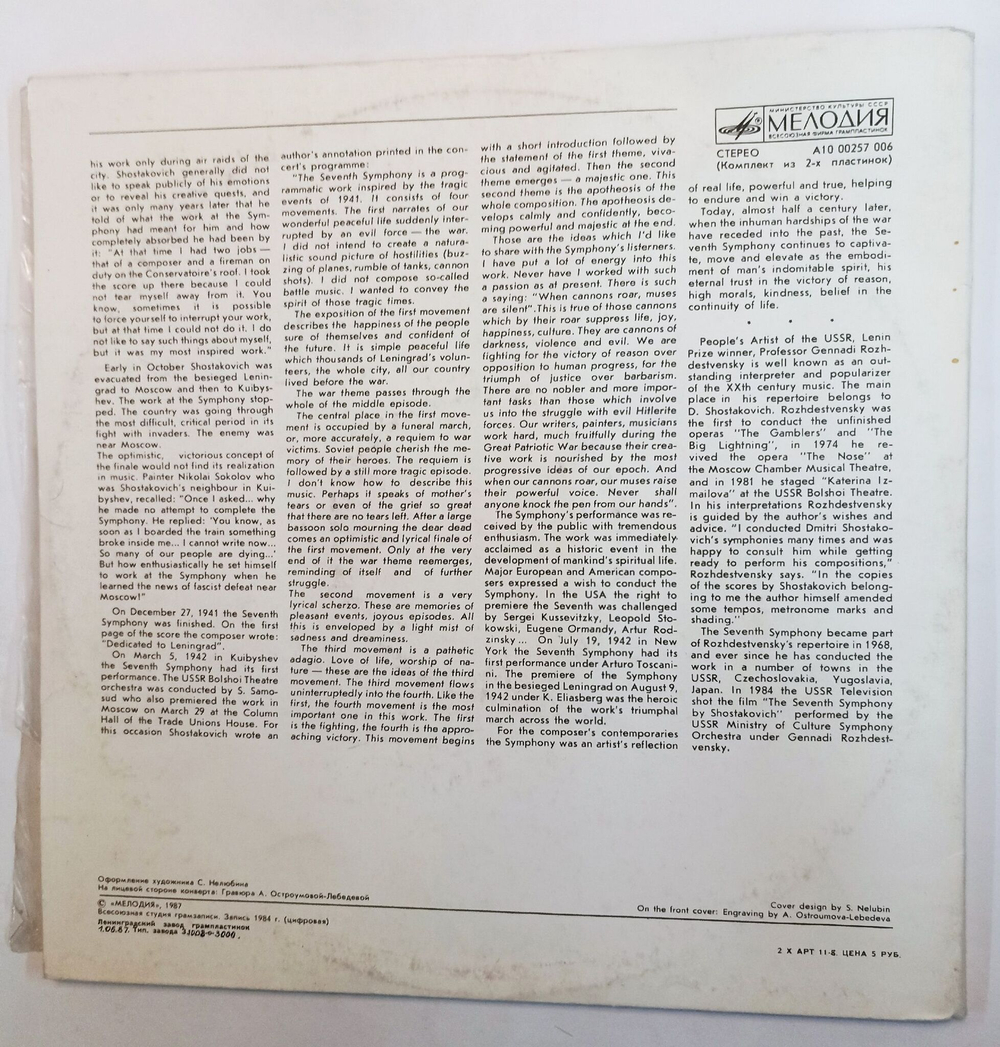 his work only during air raids of the
city. Shostakovich generally did not
like to speak publicly of his emotions
or to reveal his creative quests, and
it was only many years later that he
told of what the work at the Sym-
phony had meant for him and how
completely absorbed he had been by
it: "At that time I had two jobs —
that of a composer and a fireman on
duty on the Conservatoire's roof. I took
the score up there because I could
not tear myself away from it. You
know, sometimes it is possible
to force yourself to interrupt your work,
but at that time I could not do it. I do
not like to say such things about myself,
but it was my most inspired work."
Early in October Shostakovich was
evacuated from the besieged Lenin-
grad to Moscow and then to Kuibys-
hev. The work at the Symphony stop-
ped. The country was going through
the most difficult, critical period in its
fight with invaders. The enemy was
near Moscow.
The optimistic, victorious concept of
the finale would not find its realization
in music. Painter Nikolai Sokolov who
was Shostakovich's neighbour in Kui-
byshev, recalled: "Once I asked... why
he made no attempt to complete the
Symphony. He replied: 'You know, as
soon as I boarded the train something
broke inside me... I cannot write now...
So many of our people are dying...'
But how enthusiastically he set himself
to work at the Symphony when he
learned the news of fascist defeat near
Moscow!"
On December 27, 1941 the Seventh
Symphony was finished. On the first
page of the score the composer wrote:
"Dedicated to Leningrad".
On March 5, 1942 in Kuibyshev
the Seventh Symphony had its first
performance. The USSR Bolshoi Theatre
orchestra was conducted by S. Samo-
sud who also premiered the work in
Moscow on March 29 at the Column
Hall of the Trade Unions House. For
this occasion Shostakovich wrote an
author's annotation printed in the con-
cert's programme:
"The Seventh Symphony is a prog-
rammatic work inspired by the tragic
events of 1941. It consists of four
movements. The first narrates of our
wonderful peaceful life suddenly inter-
rupted by an evil force — the war.
I did not intend to create a natura-
listic sound picture of hostilities (buz-
zing of planes, rumble of tanks, cannon
shots). I did not compose so-called
battle music. I wanted to convey the
spirit of those tragic times.
The exposition of the first movement
describes the happiness of the people
sure of themselves and confident of
the future. It is simple peaceful life
which thousands of Leningrad's volun-
teers, the whole city, all our country
lived before the war.
The war theme passes through the
whole of the middle episode.
The central place in the first move-
ment is occupied by a funeral march,
or, more accurately, a requiem to war
victims. Soviet people cherish the me-
mory of their heroes. The requiem is
followed by a still more tragic episode.
I don't know how to describe this
music. Perhaps it speaks of mother's
tears or even of the grief so great
that there are no tears left. After a large
bassoon solo mourning the dear dead
comes an optimistic and lyrical finale of
the first movement. Only at the very
end of it the war theme reemerges,
reminding of itself and of further
struggle.
The second movement is a very
lyrical scherzo. These are memories of
pleasant events, joyous episodes. All
this is enveloped by a light mist of
sadness and dreaminess.
The third movement is a pathetic
adagio. Love of life, worship of na-
ture — these are the ideas of the third
movement. The third movement flows
uninterruptedly into the fourth. Like the
first, the fourth movement is the most
important one in this work. The first
is the fighting, the fourth is the appro-
aching victory. This movement begins
with a short introduction followed by
the statement of the first theme, viva-
cious and agitated. Then the second
theme emerges — a majestic one. This
second theme is the apotheosis of the
whole composition. The apotheosis de-
velops calmly and confidently, beco-
ming powerful and majestic at the end.
Those are the ideas which I'd like
to share with the Symphony's listerners.
I have put a lot of energy into this
work. Never have I worked with such
a passion as at present. There is such
a saying: "When cannons roar, muses
are silent". This is true of those cannons
which by their roar suppress life, joy,
happiness, culture. They are cannons of
darkness, violence and evil. We are
fighting for the victory of reason over
opposition to human progress, for the
triumph of justice over barbarism.
There are no nobler and more impor-
tant tasks than those which involve
us into the struggle with evil Hitlerite
forces. Our writers, painters, musicians
work hard, much fruitfully during the
Great Patriotic War because their crea-
tive work is nourished by the most
progressive ideas of our epoch. And
when our cannons roar, our muses raise
their powerful voice. Never shall
anyone knock the pen from our hands".
The Symphony's performance was re-
ceived by the public with tremendous
enthusiasm. The work was immediately
acclaimed as a historic event in the
development of mankind's spiritual life.
Major European and American compo-
sers expressed a wish to conduct the
Symphony. In the USA the right to
premiere the Seventh was challenged
by Sergei Kussevitzky, Leopold Sto-
kowski, Eugene Ormandy, Artur Rod-
zinsky... On July 19, 1942 in New
York the Seventh Symphony had its
first performance under Arturo Toscani-
ni. The premiere of the Symphony
in the besieged Leningrad on August 9,
1942 under K. Eliasberg was the heroic
culmination of the work's triumphal
march across the world.
For the composer's contemporaries
the Symphony was an artist's reflection
МИНИСТЕРСТВО КУЛЬТУРЫ СССР
МЕЛОДИЯ
ВСЕСОЮЗНАЯ ФИРМА ГРАМПЛАСТИНОК
СТЕРЕО А10 00257 006
(Комплект из 2-х пластинок)
of real life, powerful and true, helping
to endure and win a victory.
Today, almost half a century later,
when the inhuman hardships of the war
have receded into the past, the Se-
venth Symphony continues to captiva-
te, move and elevate as the embodi-
ment of man's indomitable spirit, his
eternal trust in the victory of reason,
high morals, kindness, belief in the
continuity of life.
• • •
People's Artist of the USSR, Lenin
Prize winner, Professor Gennadi Rozh-
destvensky is well known as an out-
standing interpreter and popularizer
of the XXth century music. The main
place in his repertoire belongs to
D. Shostakovich. Rozhdestvensky was
the first to conduct the unfinished
operas "The Gamblers" and "The
Big Lightning", in 1974 he re-
vived the opera "The Nose" at
the Moscow Chamber Musical Theatre,
and in 1981 he staged "Katerina Iz-
mailova" at the USSR Bolshoi Theatre.
In his interpretations Rozhdestvensky
is guided by the author's wishes and
advice. "I conducted Dmitri Shostako-
vich's symphonies many times and was
happy to consult him while getting
ready to perform his compositions,"
Rozhdestvensky says. "In the copies
of the scores by Shostakovich belong-
ing to me the author himself amended
some tempos, metronome marks and
shading."
The Seventh Symphony became part
of Rozhdestvensky's repertoire in 1968,
and ever since he has conducted the
work in a number of towns in the
USSR, Czechoslovakia, Yugoslavia,
Japan. In 1984 the USSR Television
shot the film "The Seventh Symphony
by Shostakovich" performed by the
USSR Ministry of Culture Symphony
Orchestra under Gennadi Rozhdest-
vensky.
Оформление художника С. Нелюбина
На лицевой стороне конверта: Гравюра А. Остроумовой-Лебедевой
© «МЕЛОДИЯ», 1987
Всесоюзная студия грамзаписи. Запись 1984 г. (цифровая)
Ленинградский завод грампластинок
1.06.87. Тип. завода З1008-0-3000.
Cover design by S. Nelubin
On the front cover: Engraving by A. Ostroumova-Lebedeva
2 X АРТ 11-8. ЦЕНА 5 РУБ.